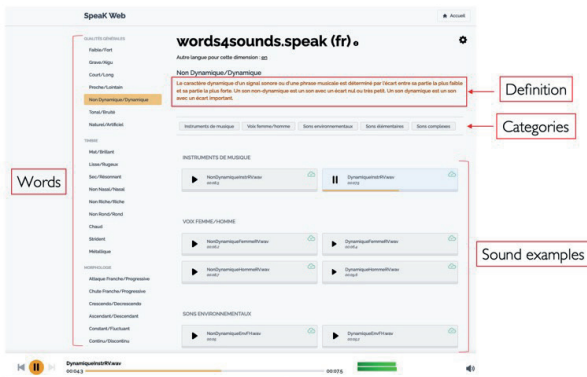 SpeaK Web
Accueil
QUALITÉS GÉNÉRALES
Faible/Fort
Grave/Aigu
Court/Long
Proche/Lointain
Non Dynamique/Dynamique
Tonal/Bruité
Naturel/Artificiel
TIMBRE
Mat/Brillant
Lisse/Rugueux
Sec/Résonnant
Non Nasal/Nasal
Non Riche/Riche
Non Rond/Rond
Chaud
Strident
Métallique
MORPHOLOGIE
Attaque Franche/Progressive
Chute Franche/Progressive
Crescendo/Decrescendo
Ascendant/Descendant
Constant/Fluctuant
Continu/Discontinu
Words
words4sounds.speak (fr)
Autre langue pour cette dimension : en
Non Dynamique/Dynamique
Le caractère dynamique d'un signal sonore ou d'une phrase musicale est déterminé par l'écart entre sa partie la plus faible
et sa partie la plus forte. Un son non-dynamique est un son avec un écart nul ou très petit. Un son dynamique est un son
avec un écart important.
Definition
Instruments de musique
Voix femme/homme
Sons environnementaux
Sons élémentaires
Sons complexes
Categories
INSTRUMENTS DE MUSIQUE
NonDynamiqueInstrRV.wav
DynamiqueInstrRV.wav
VOIX FEMME/HOMME
NonDynamiqueFemmeRV.wav
DynamiqueFemmeRV.wav
NonDynamiqueHommeRV.wav
DynamiqueHommeRV.wav
SONS ENVIRONNEMENTAUX
NonDynamiqueEnvFH.wav
DynamiqueEnvFH.wav
Sound examples
DynamiqueInstrRV.wav
00:04.3
00:07.5